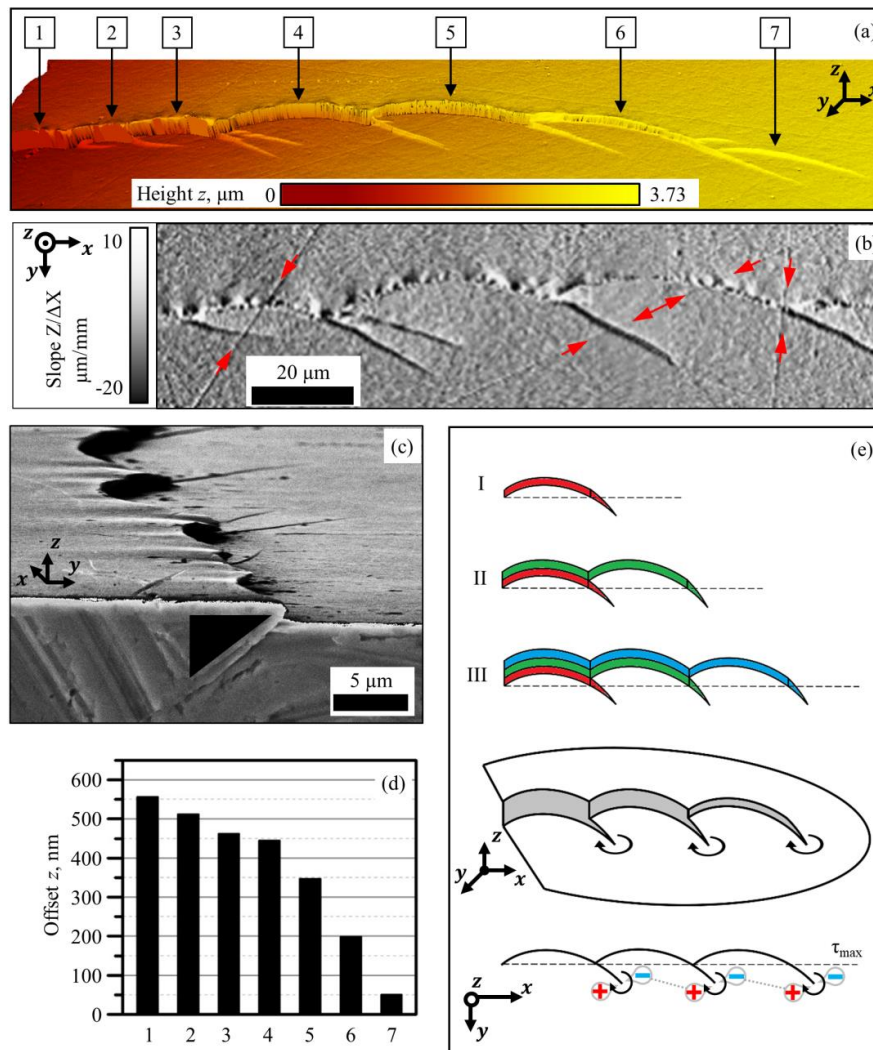 1 2 3 4 5 6 7 (a)
z
y x
Height z, μm 0 3.73
z x
y
10
Slope Z/ΔX
μm/mm
-20
(b)
20 μm
(c)
z
x y
5 μm
(d)
600
500
400
300
200
100
0
Offset z, nm
1 2 3 4 5 6 7
(e)
I
II
III
z
y x
τmax
z x
y
+ − + − + −